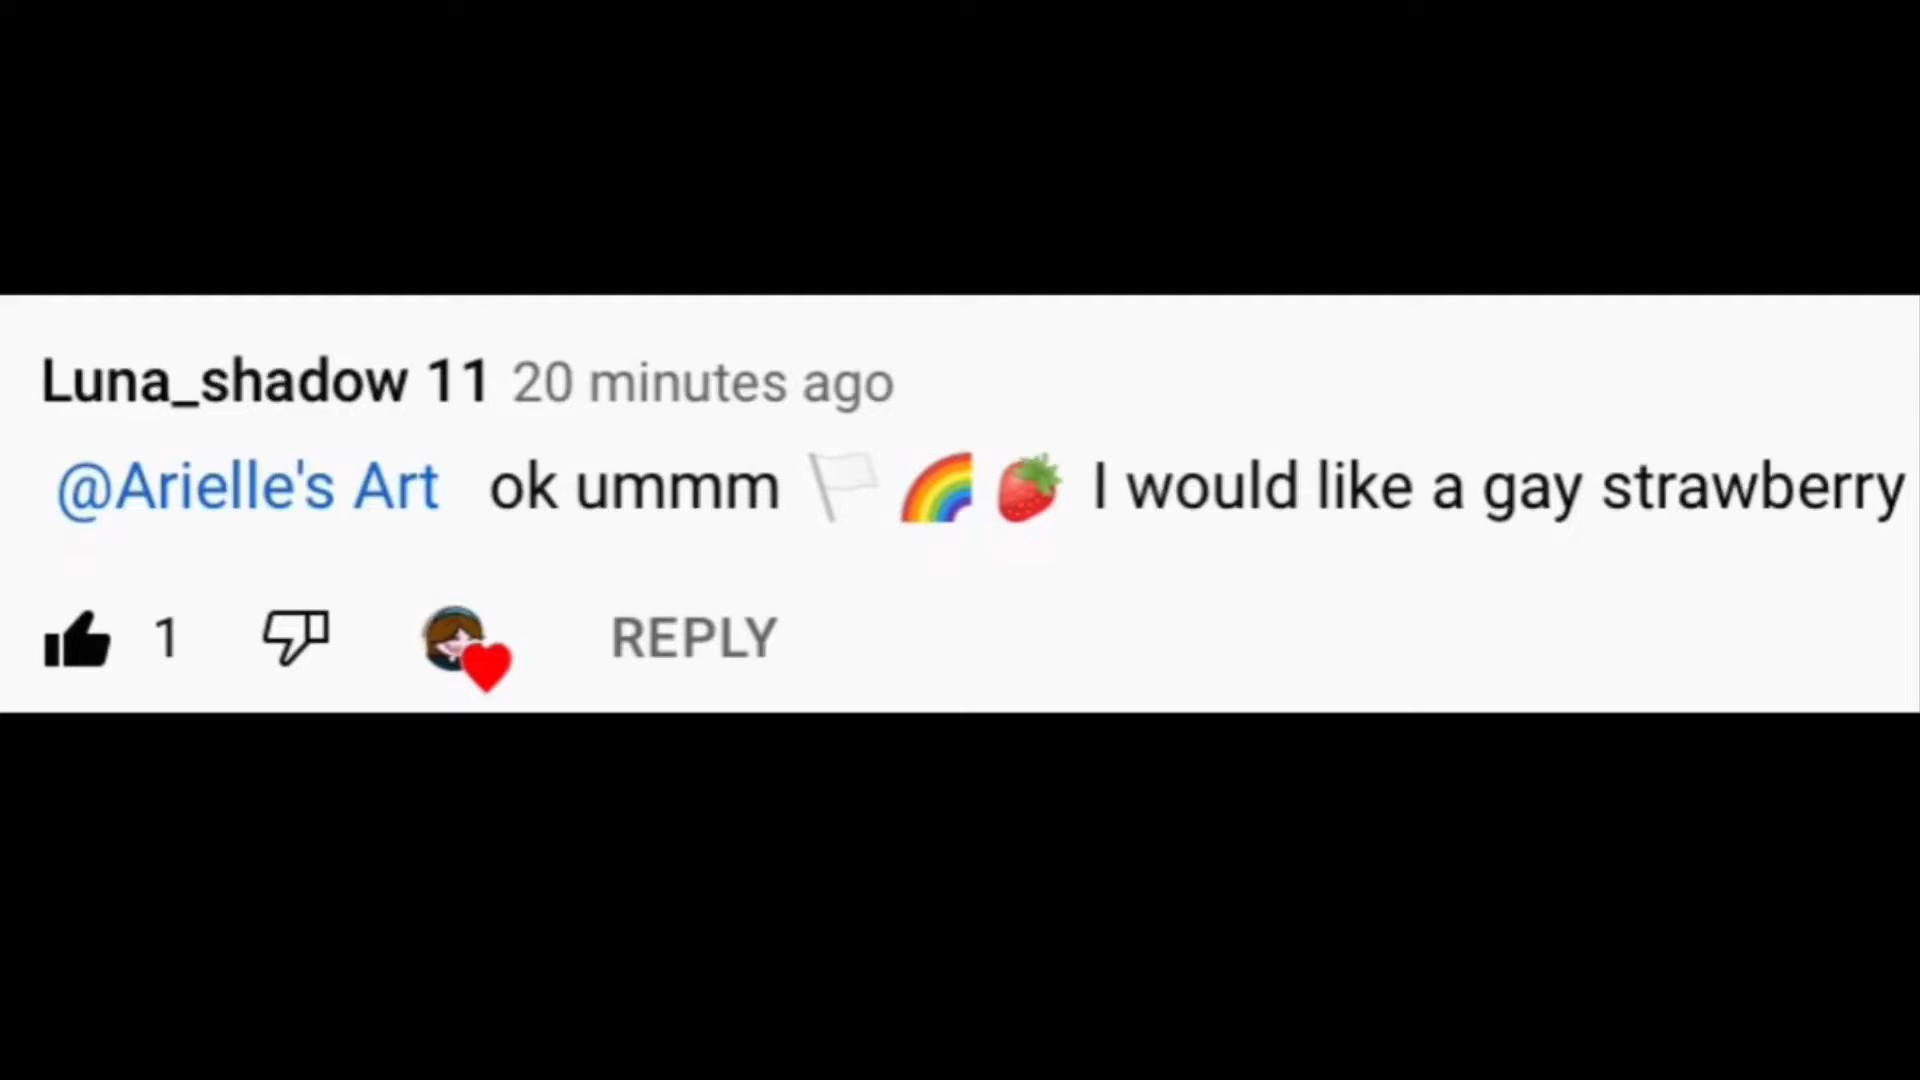 Luna_shadow 11 20 minutes ago
@Arielle's Art ok ummm 🏳🌈🍓 I would like a gay strawberry
1 REPLY